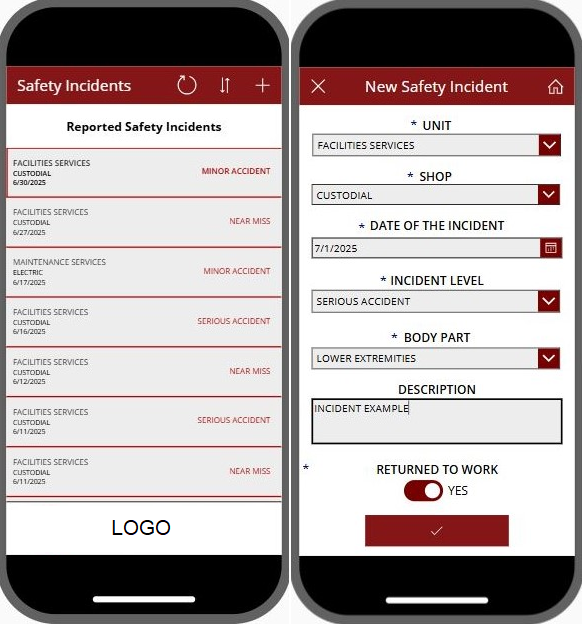 Safety Incidents
Reported Safety Incidents
FACILITIES SERVICES
CUSTODIAL
6/30/2025
MINOR ACCIDENT
FACILITIES SERVICES
CUSTODIAL
6/27/2025
NEAR MISS
MAINTENANCE SERVICES
ELECTRIC
6/17/2025
MINOR ACCIDENT
FACILITIES SERVICES
CUSTODIAL
6/16/2025
SERIOUS ACCIDENT
FACILITIES SERVICES
CUSTODIAL
6/12/2025
NEAR MISS
FACILITIES SERVICES
CUSTODIAL
6/11/2025
SERIOUS ACCIDENT
FACILITIES SERVICES
CUSTODIAL
6/11/2025
NEAR MISS
LOGO
New Safety Incident
* UNIT
FACILITIES SERVICES
* SHOP
CUSTODIAL
* DATE OF THE INCIDENT
7/1/2025
* INCIDENT LEVEL
SERIOUS ACCIDENT
* BODY PART
LOWER EXTREMITIES
DESCRIPTION
INCIDENT EXAMPLE
* RETURNED TO WORK
YES